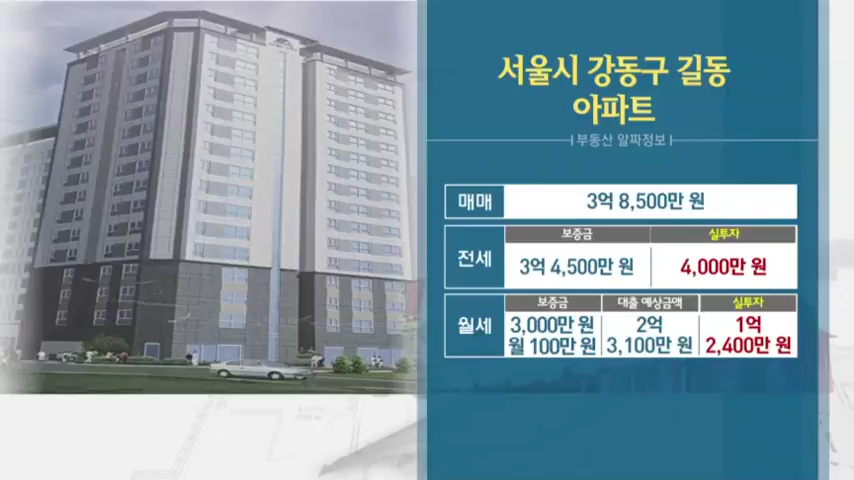 서울시 강동구 길동
아파트
부동산 알짜정보
매매 3억 8,500만 원
보증금 실투자
전세 3억 4,500만 원 4,000만 원
보증금 대출 예상금액 실투자
월세 3,000만 원 2억 1억
월 100만 원 3,100만 원 2,400만 원